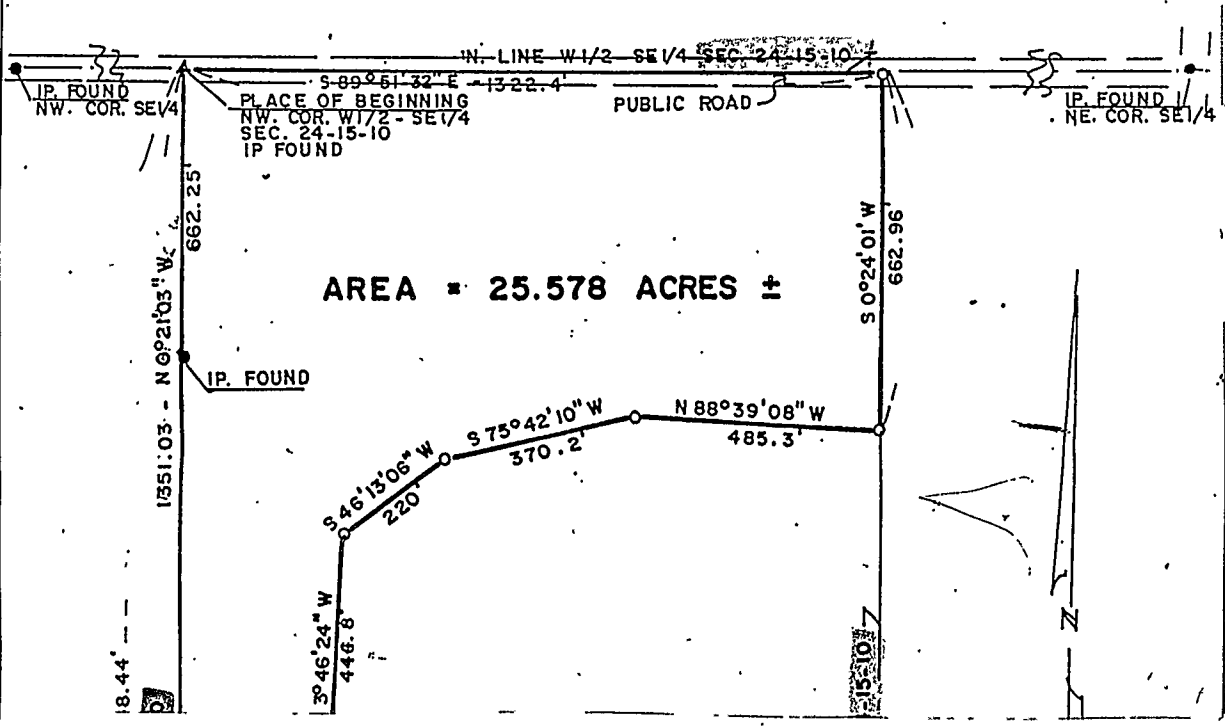 N. LINE W1/2 SE1/4 SEC. 24-15-10
S 89°51'32" E - 1322.4'
IP. FOUND
NW. COR. SE1/4
PLACE OF BEGINNING
NW. COR. W1/2 - SE1/4
SEC. 24-15-10
IP FOUND
PUBLIC ROAD
IP. FOUND
NE. COR. SE1/4
662.25'
1351.03 - N 0°21'03" W.
S 0°24'01" W
662.96'
AREA = 25.578 ACRES ±
IP. FOUND
N 88°39'08" W
485.3'
S 75°42'10" W
370.2'
S 46°13'06" W
220'
3°46'24" W
446.8'
8.44'
-15-10
N